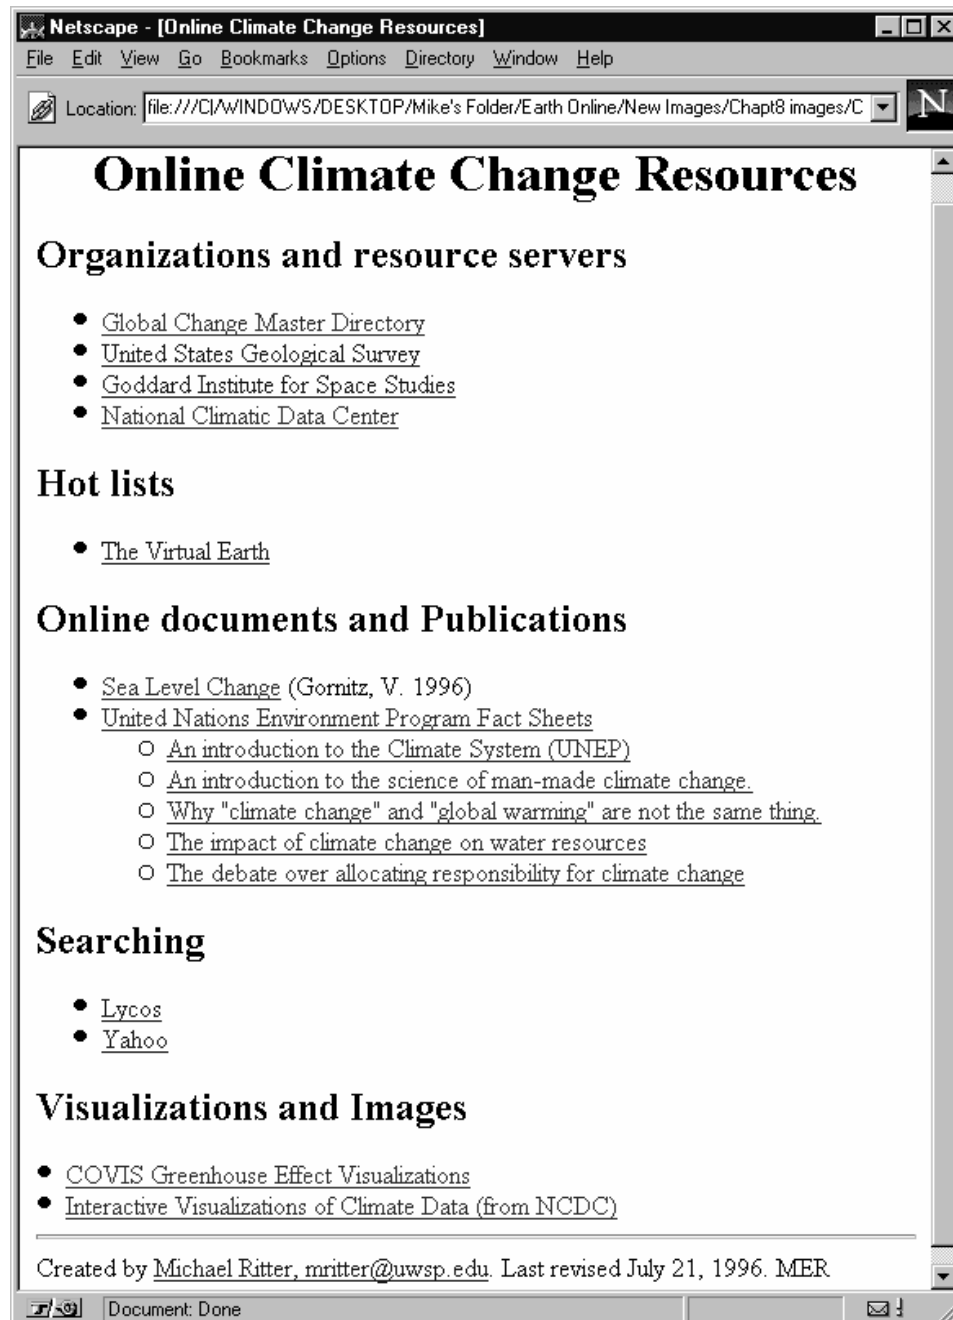 Netscape - [Online Climate Change Resources]
File Edit View Go Bookmarks Options Directory Window Help
Location: file:///C|/WINDOWS/DESKTOP/Mike's Folder/Earth Online/New Images/Chapt8 images/C
N
Online Climate Change Resources
Organizations and resource servers
Global Change Master Directory
United States Geological Survey
Goddard Institute for Space Studies
National Climatic Data Center
Hot lists
The Virtual Earth
Online documents and Publications
Sea Level Change (Gornitz, V. 1996)
United Nations Environment Program Fact Sheets
An introduction to the Climate System (UNEP)
An introduction to the science of man-made climate change.
Why "climate change" and "global warming" are not the same thing.
The impact of climate change on water resources
The debate over allocating responsibility for climate change
Searching
Lycos
Yahoo
Visualizations and Images
COVIS Greenhouse Effect Visualizations
Interactive Visualizations of Climate Data (from NCDC)
Created by Michael Ritter, mritter@uwsp.edu. Last revised July 21, 1996. MER
Document: Done